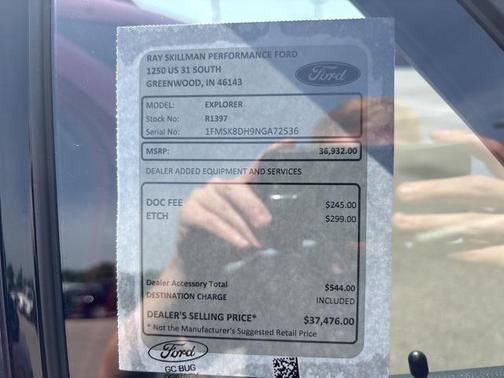 RAY SKILLMAN PERFORMANCE FORD
1250 US 31 SOUTH
GREENWOOD, IN 46143
Ford
MODEL: EXPLORER
Stock No: R1397
Serial No: 1FMSK8DH9NGA72536
MSRP: 36,932.00
DEALER ADDED EQUIPMENT AND SERVICES
DOC FEE $245.00
ETCH $299.00
Dealer Accessory Total $544.00
DESTINATION CHARGE INCLUDED
DEALER'S SELLING PRICE* $37,476.00
* Not the Manufacturer's Suggested Retail Price
Ford
GC BUG